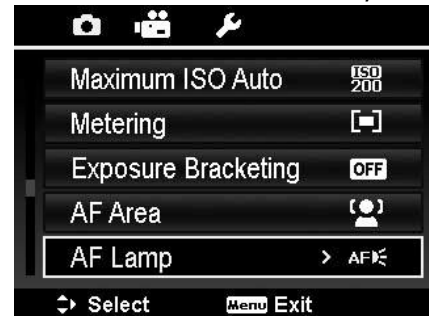 Maximum ISO Auto ISO 200
Metering
Exposure Bracketing OFF
AF Area
AF Lamp > AF
Select Menu Exit